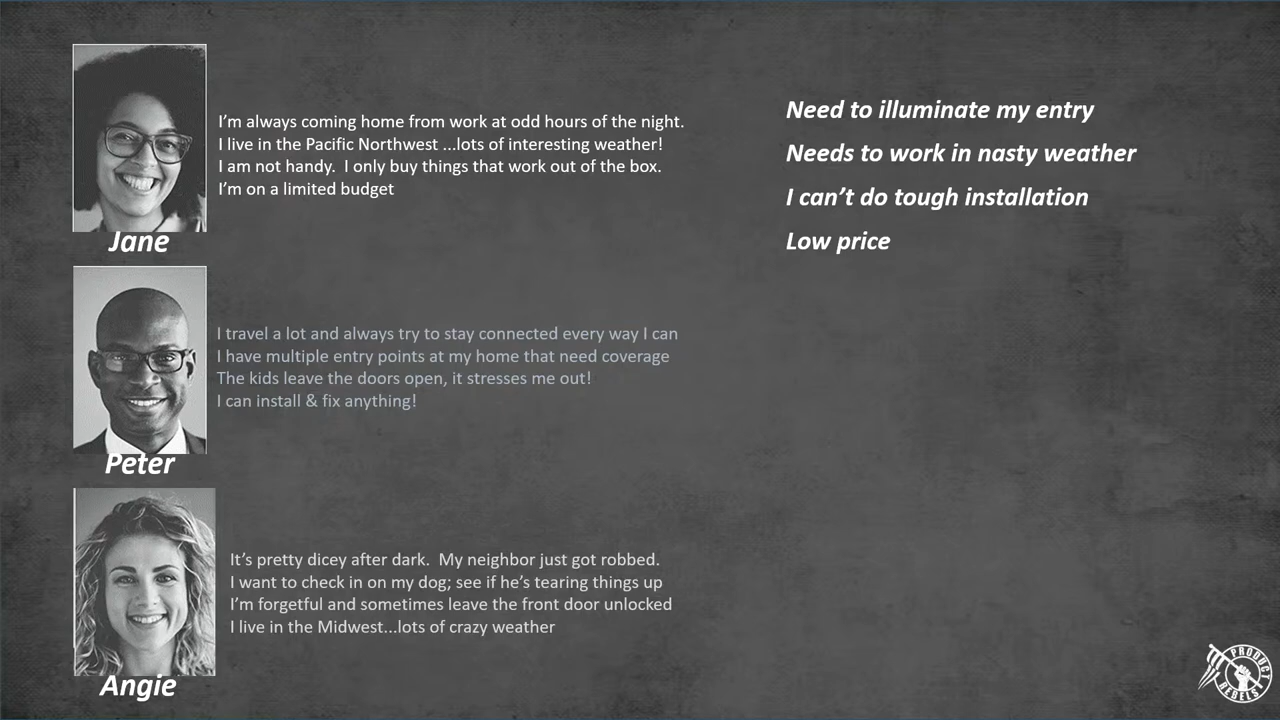 I’m always coming home from work at odd hours of the night.
I live in the Pacific Northwest ...lots of interesting weather!
I am not handy.  I only buy things that work out of the box.
I’m on a limited budget
Jane
Need to illuminate my entry
Needs to work in nasty weather
I can’t do tough installation
Low price
I travel a lot and always try to stay connected every way I can
I have multiple entry points at my home that need coverage
The kids leave the doors open, it stresses me out!
I can install & fix anything!
Peter
It’s pretty dicey after dark.  My neighbor just got robbed.
I want to check in on my dog; see if he’s tearing things up
I’m forgetful and sometimes leave the front door unlocked
I live in the Midwest...lots of crazy weather
Angie
PRODUCT
REBELS